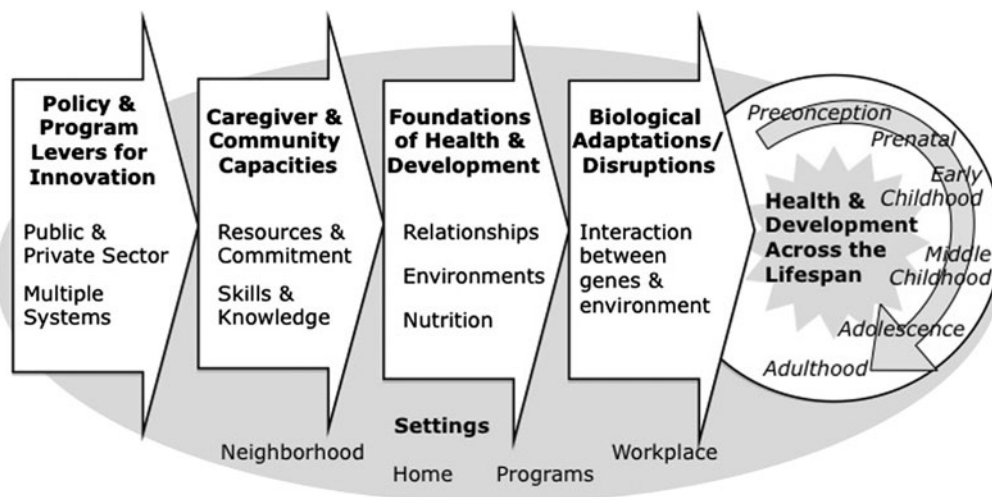 Policy &
Program
Levers for
Innovation
Public &
Private Sector
Multiple
Systems
Caregiver &
Community
Capacities
Resources &
Commitment
Skills &
Knowledge
Foundations
of Health &
Development
Relationships
Environments
Nutrition
Biological
Adaptations/
Disruptions
Interaction
between
genes &
environment
Health &
Development
Across the
Lifespan
Preconception
Prenatal
Early
Childhood
Middle
Childhood
Adolescence
Adulthood
Settings
Neighborhood
Home
Programs
Workplace